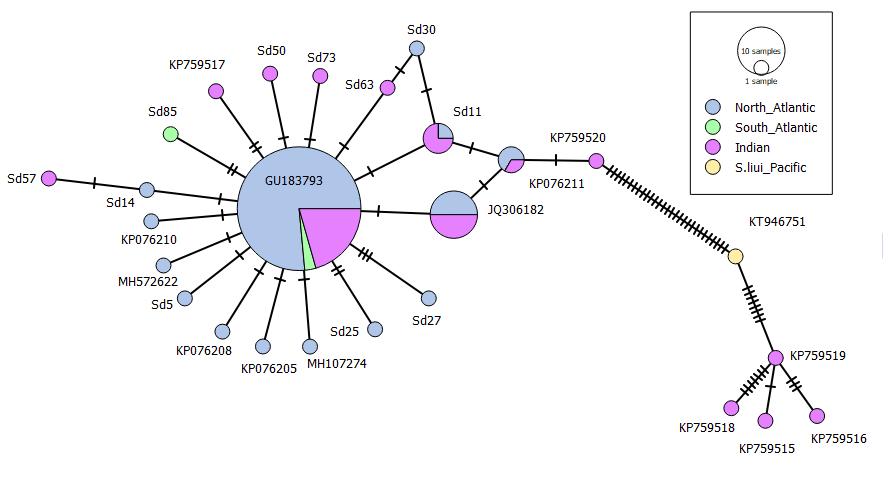 Sd30
Sd50
Sd73
KP759517
Sd63
10 samples
1 sample
North_Atlantic
South_Atlantic
Indian
S.liui_Pacific
Sd85
Sd11
KP759520
GU183793
KP076211
Sd57
Sd14
JQ306182
KT946751
KP076210
MH572622
Sd5
Sd27
Sd25
KP076208
KP076205
MH107274
KP759519
KP759518
KP759515
KP759516